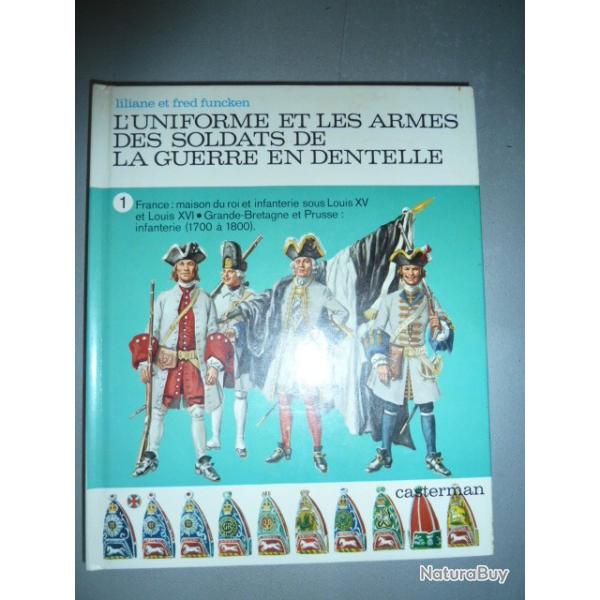 liliane et fred funcken
L'UNIFORME ET LES ARMES
DES SOLDATS DE
LA GUERRE EN DENTELLE
1 France : maison du roi et infanterie sous Louis XV
et Louis XVI • Grande-Bretagne et Prusse :
infanterie (1700 à 1800).
casterman
NaturaBuy